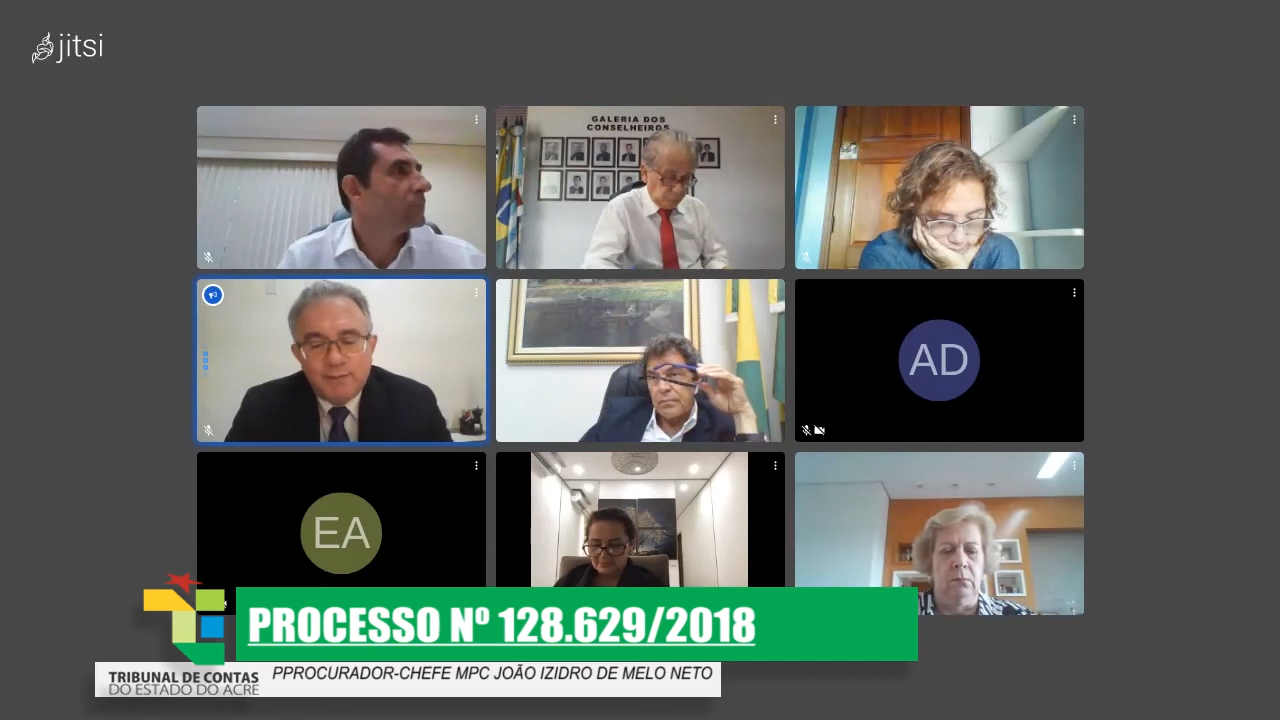 jitsi
GALERIA DOS
CONSELHEIROS
AD
EA
PROCESSO Nº 128.629/2018
TRIBUNAL DE CONTAS
DO ESTADO DO ACRE
PPROCURADOR-CHEFE MPC JOÃO IZIDRO DE MELO NETO